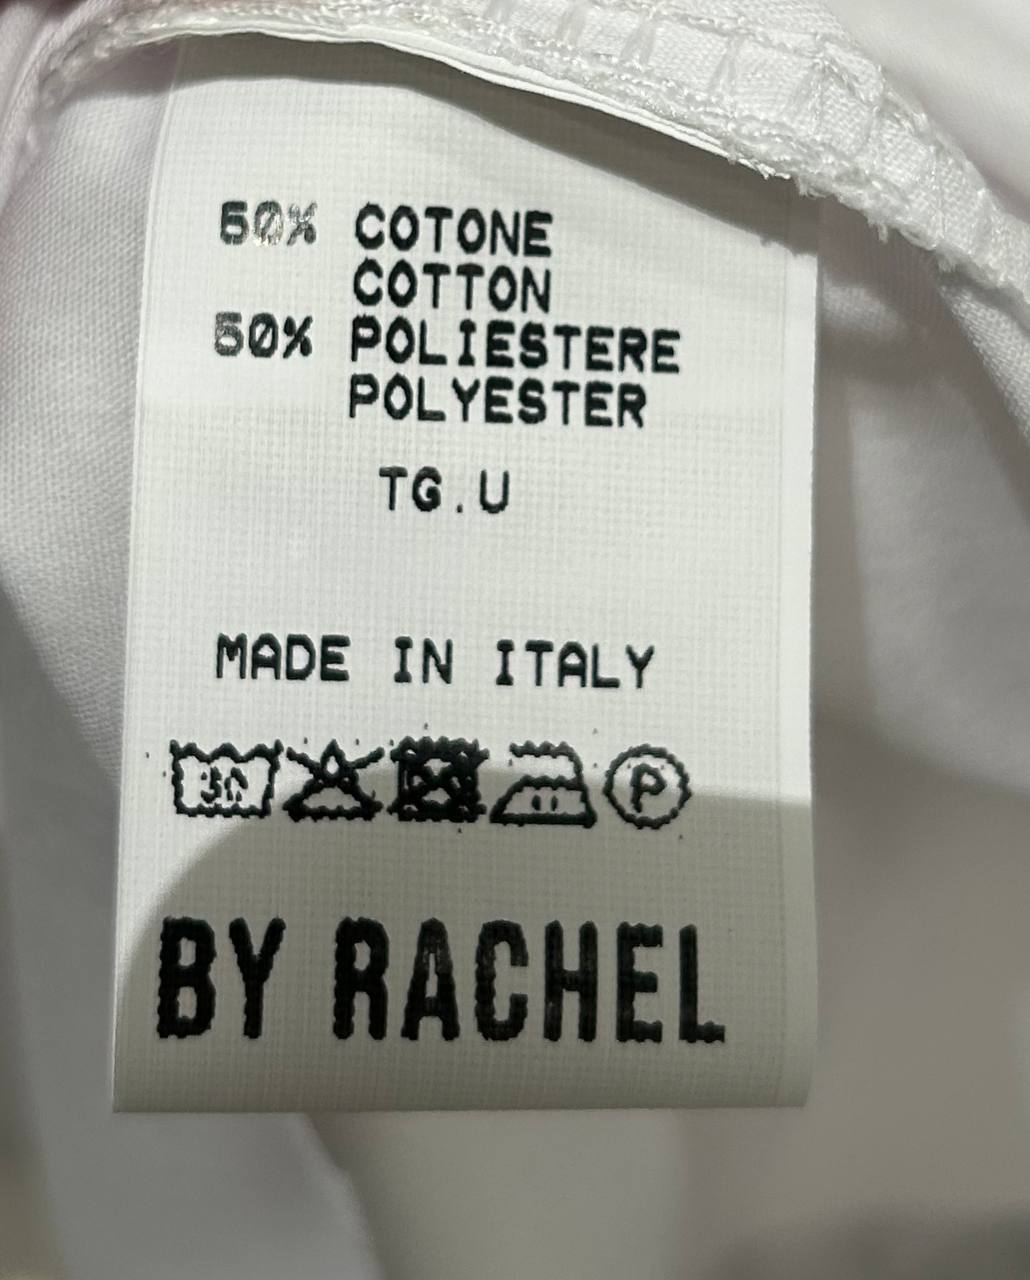 50% COTONE
COTTON
50% POLIESTERE
POLYESTER
TG.U
MADE IN ITALY
30 P
BY RACHEL